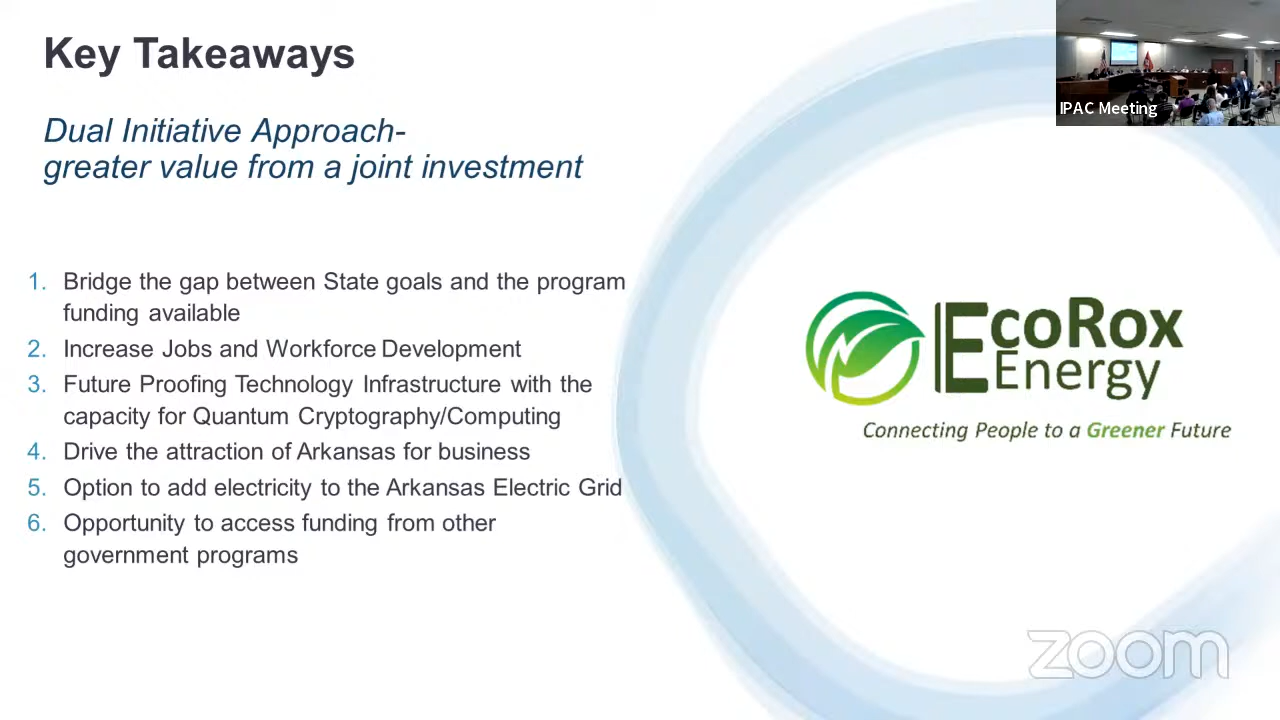 Key Takeaways
IPAC Meeting
Dual Initiative Approach-
greater value from a joint investment
1. Bridge the gap between State goals and the program
funding available
2. Increase Jobs and Workforce Development
3. Future Proofing Technology Infrastructure with the
capacity for Quantum Cryptography/Computing
4. Drive the attraction of Arkansas for business
5. Option to add electricity to the Arkansas Electric Grid
6. Opportunity to access funding from other
government programs
EcoRox
Energy
Connecting People to a Greener Future
zoom